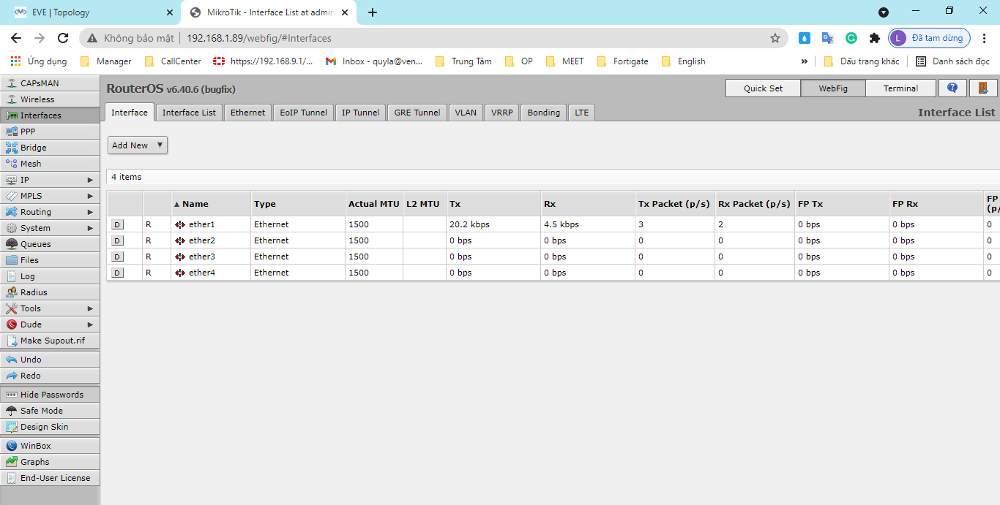 EVE | Topology
MikroTik - Interface List at admin
Không bảo mật 192.168.1.89/webfig/#Interfaces L Đã tạm dừng
Ứng dụng Manager CallCenter https://192.168.9.1/... Inbox - quyla@ven... Trung Tâm OP MEET Fortigate English » Dấu trang khác Danh sách đọc
CAPsMAN
Wireless
Interfaces
PPP
Bridge
Mesh
IP
MPLS
Routing
System
Queues
Files
Log
Radius
Tools
Dude
Make Supout.rif
Undo
Redo
Hide Passwords
Safe Mode
Design Skin
WinBox
Graphs
End-User License
RouterOS v6.40.6 (bugfix) Quick Set WebFig Terminal
Interface Interface List Ethernet EoIP Tunnel IP Tunnel GRE Tunnel VLAN VRRP Bonding LTE Interface List
Add New
4 items
Name Type Actual MTU L2 MTU Tx Rx Tx Packet (p/s) Rx Packet (p/s) FP Tx FP Rx FP
(p/
D R ether1 Ethernet 1500 20.2 kbps 4.5 kbps 3 2 0 bps 0 bps 0
D R ether2 Ethernet 1500 0 bps 0 bps 0 0 0 bps 0 bps 0
D R ether3 Ethernet 1500 0 bps 0 bps 0 0 0 bps 0 bps 0
D R ether4 Ethernet 1500 0 bps 0 bps 0 0 0 bps 0 bps 0